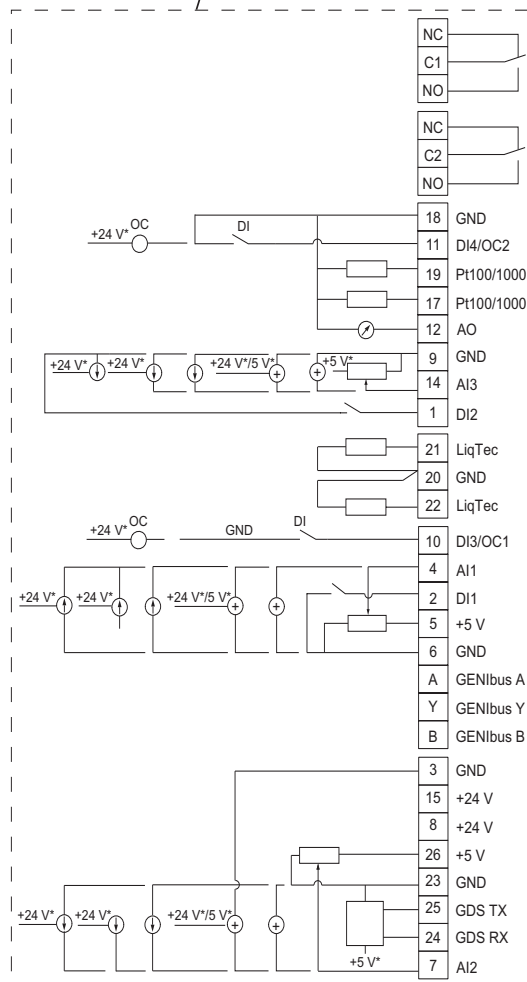 NC
C1
NO
NC
C2
NO
18 GND
+24 V* OC DI 11 DI4/OC2
19 Pt100/1000
17 Pt100/1000
12 AO
9 GND
+24 V* +24 V* +24 V*/5 V* +5 V*
14 AI3
1 DI2
21 LiqTec
20 GND
22 LiqTec
+24 V* OC GND DI 10 DI3/OC1
4 AI1
+24 V* +24 V* +24 V*/5 V* 2 DI1
5 +5 V
6 GND
A GENIbus A
Y GENIbus Y
B GENIbus B
3 GND
15 +24 V
8 +24 V
26 +5 V
23 GND
+24 V* +24 V* +24 V*/5 V* 25 GDS TX
24 GDS RX
+5 V* 7 AI2